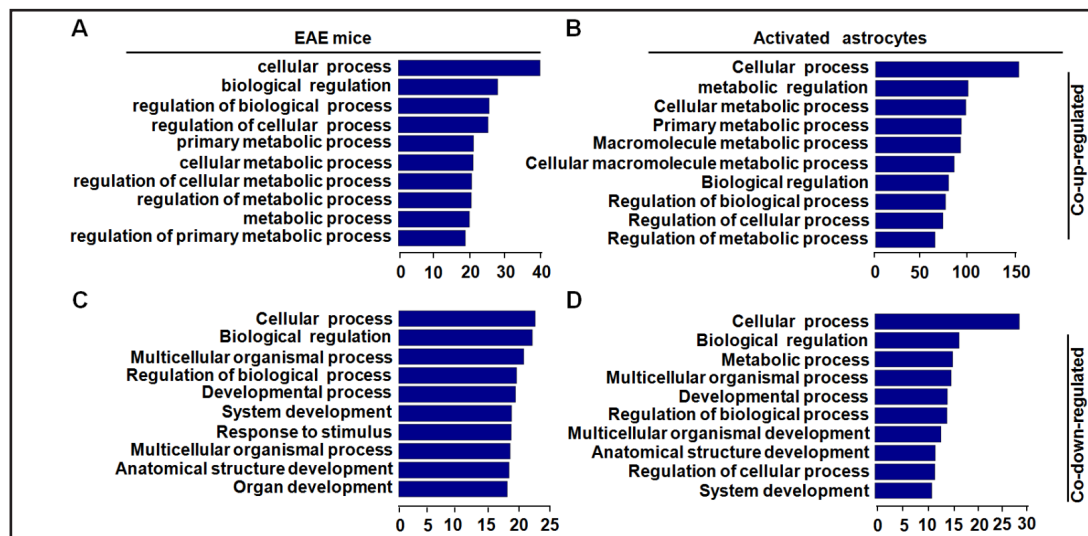 A
EAE mice
cellular process
biological regulation
regulation of biological process
regulation of cellular process
primary metabolic process
cellular metabolic process
regulation of cellular metabolic process
regulation of metabolic process
metabolic process
regulation of primary metabolic process
0 10 20 30 40
B
Activated astrocytes
Cellular process
metabolic regulation
Cellular metabolic process
Primary metabolic process
Macromolecule metabolic process
Cellular macromolecule metabolic process
Biological regulation
Regulation of biological process
Regulation of cellular process
Regulation of metabolic process
0 50 100 150
Co-up-regulated
C
Cellular process
Biological regulation
Multicellular organismal process
Regulation of biological process
Developmental process
System development
Response to stimulus
Multicellular organismal process
Anatomical structure development
Organ development
0 5 10 15 20 25
D
Cellular process
Biological regulation
Metabolic process
Multicellular organismal process
Developmental process
Regulation of biological process
Multicellular organismal development
Anatomical structure development
Regulation of cellular process
System development
0 5 10 15 20 25 30
Co-down-regulated